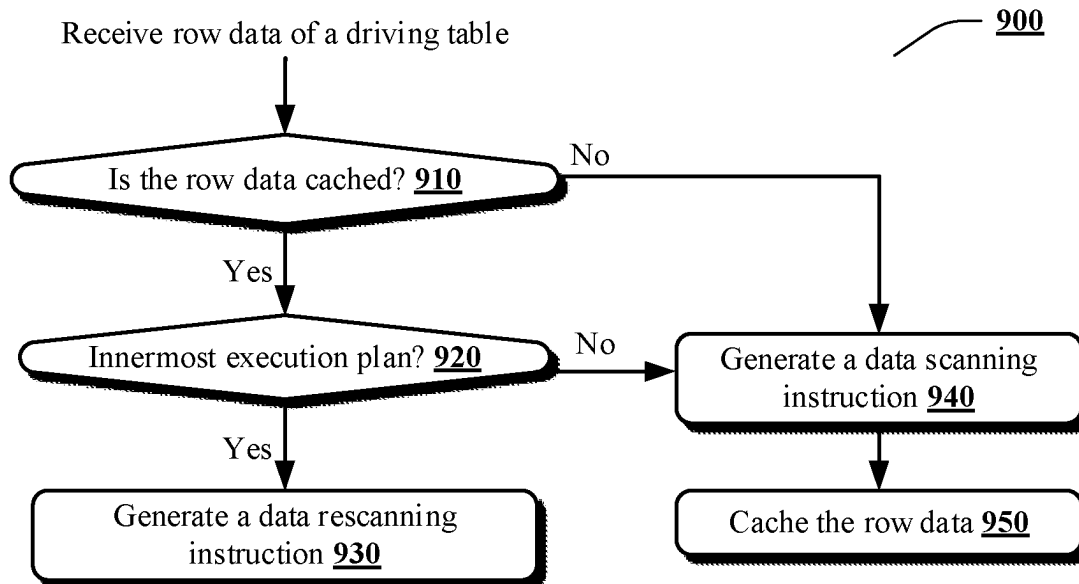 Receive row data of a driving table
900
Is the row data cached? 910
No
Yes
Innermost execution plan? 920
No
Generate a data scanning
instruction 940
Yes
Generate a data rescanning
instruction 930
Cache the row data 950